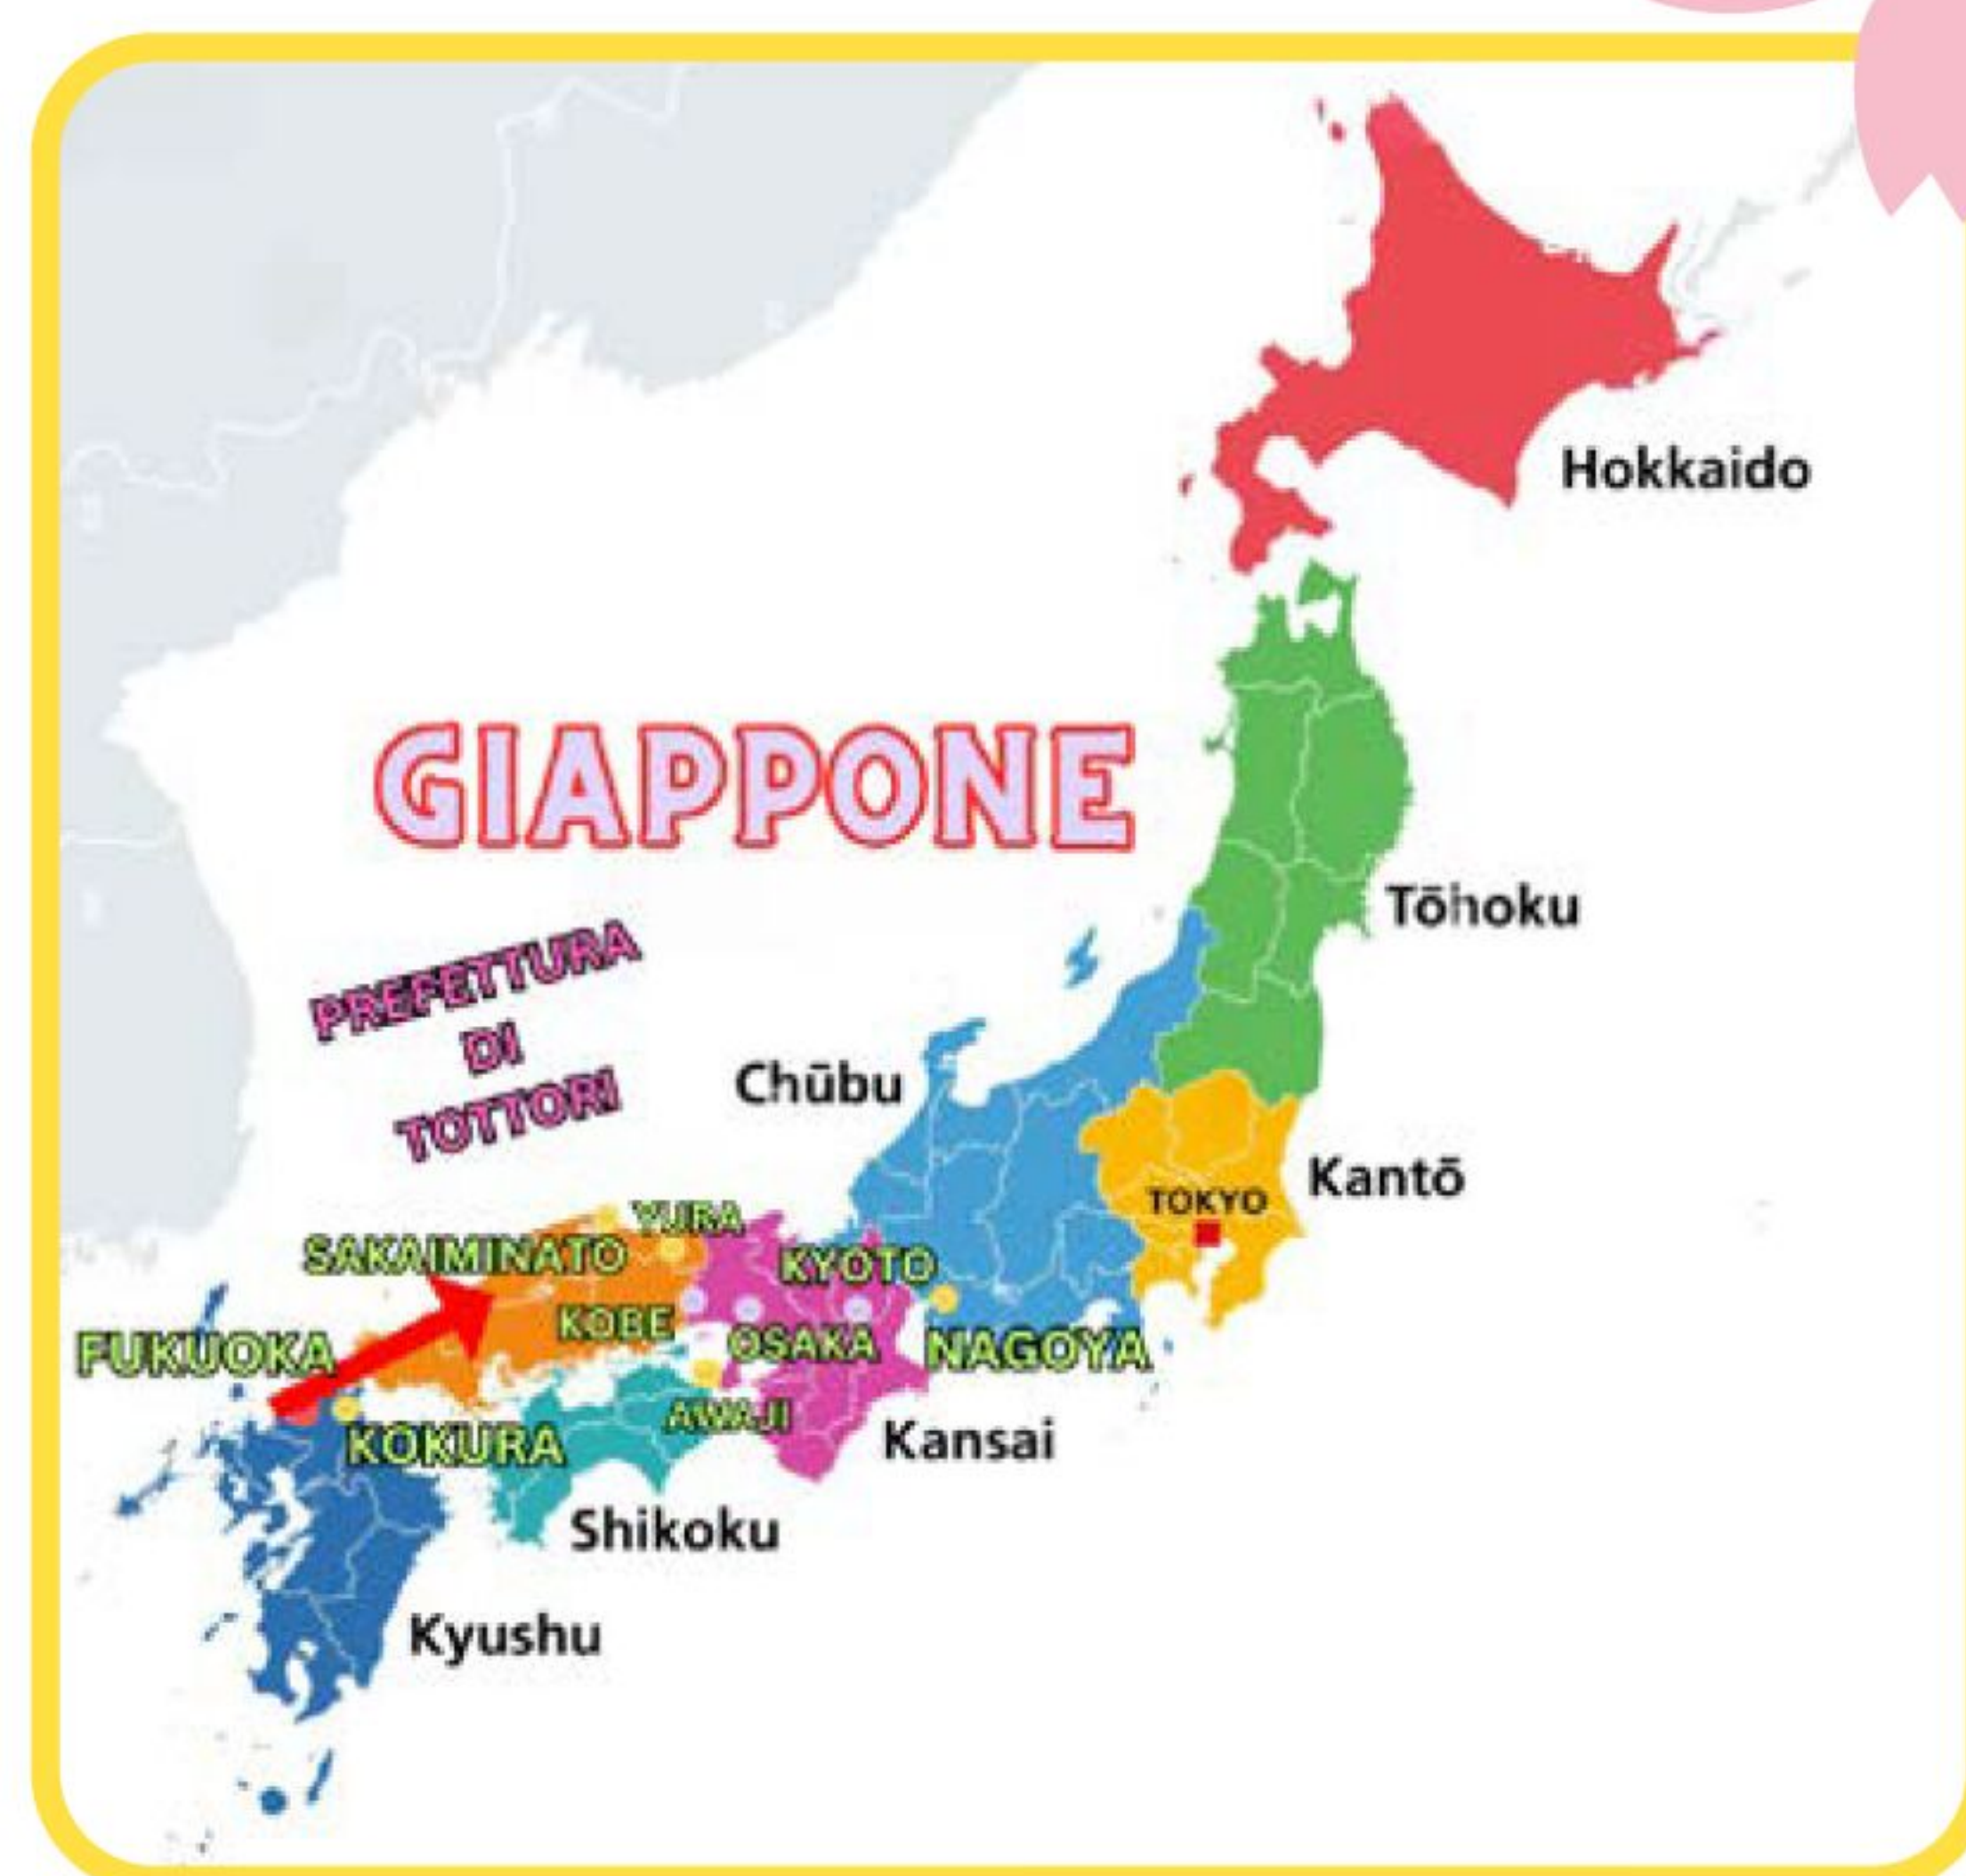 Hokkaido
GIAPPONE
Tōhoku
PREFETTURA
DI
TOTTORI
Chūbu
Kantō
TOKYO
YURA
SAKAIMINATO
KYOTO
KOBE
FUKUOKA
OSAKA
NAGOYA
AWAJI
KOKURA
Kansai
Shikoku
Kyushu